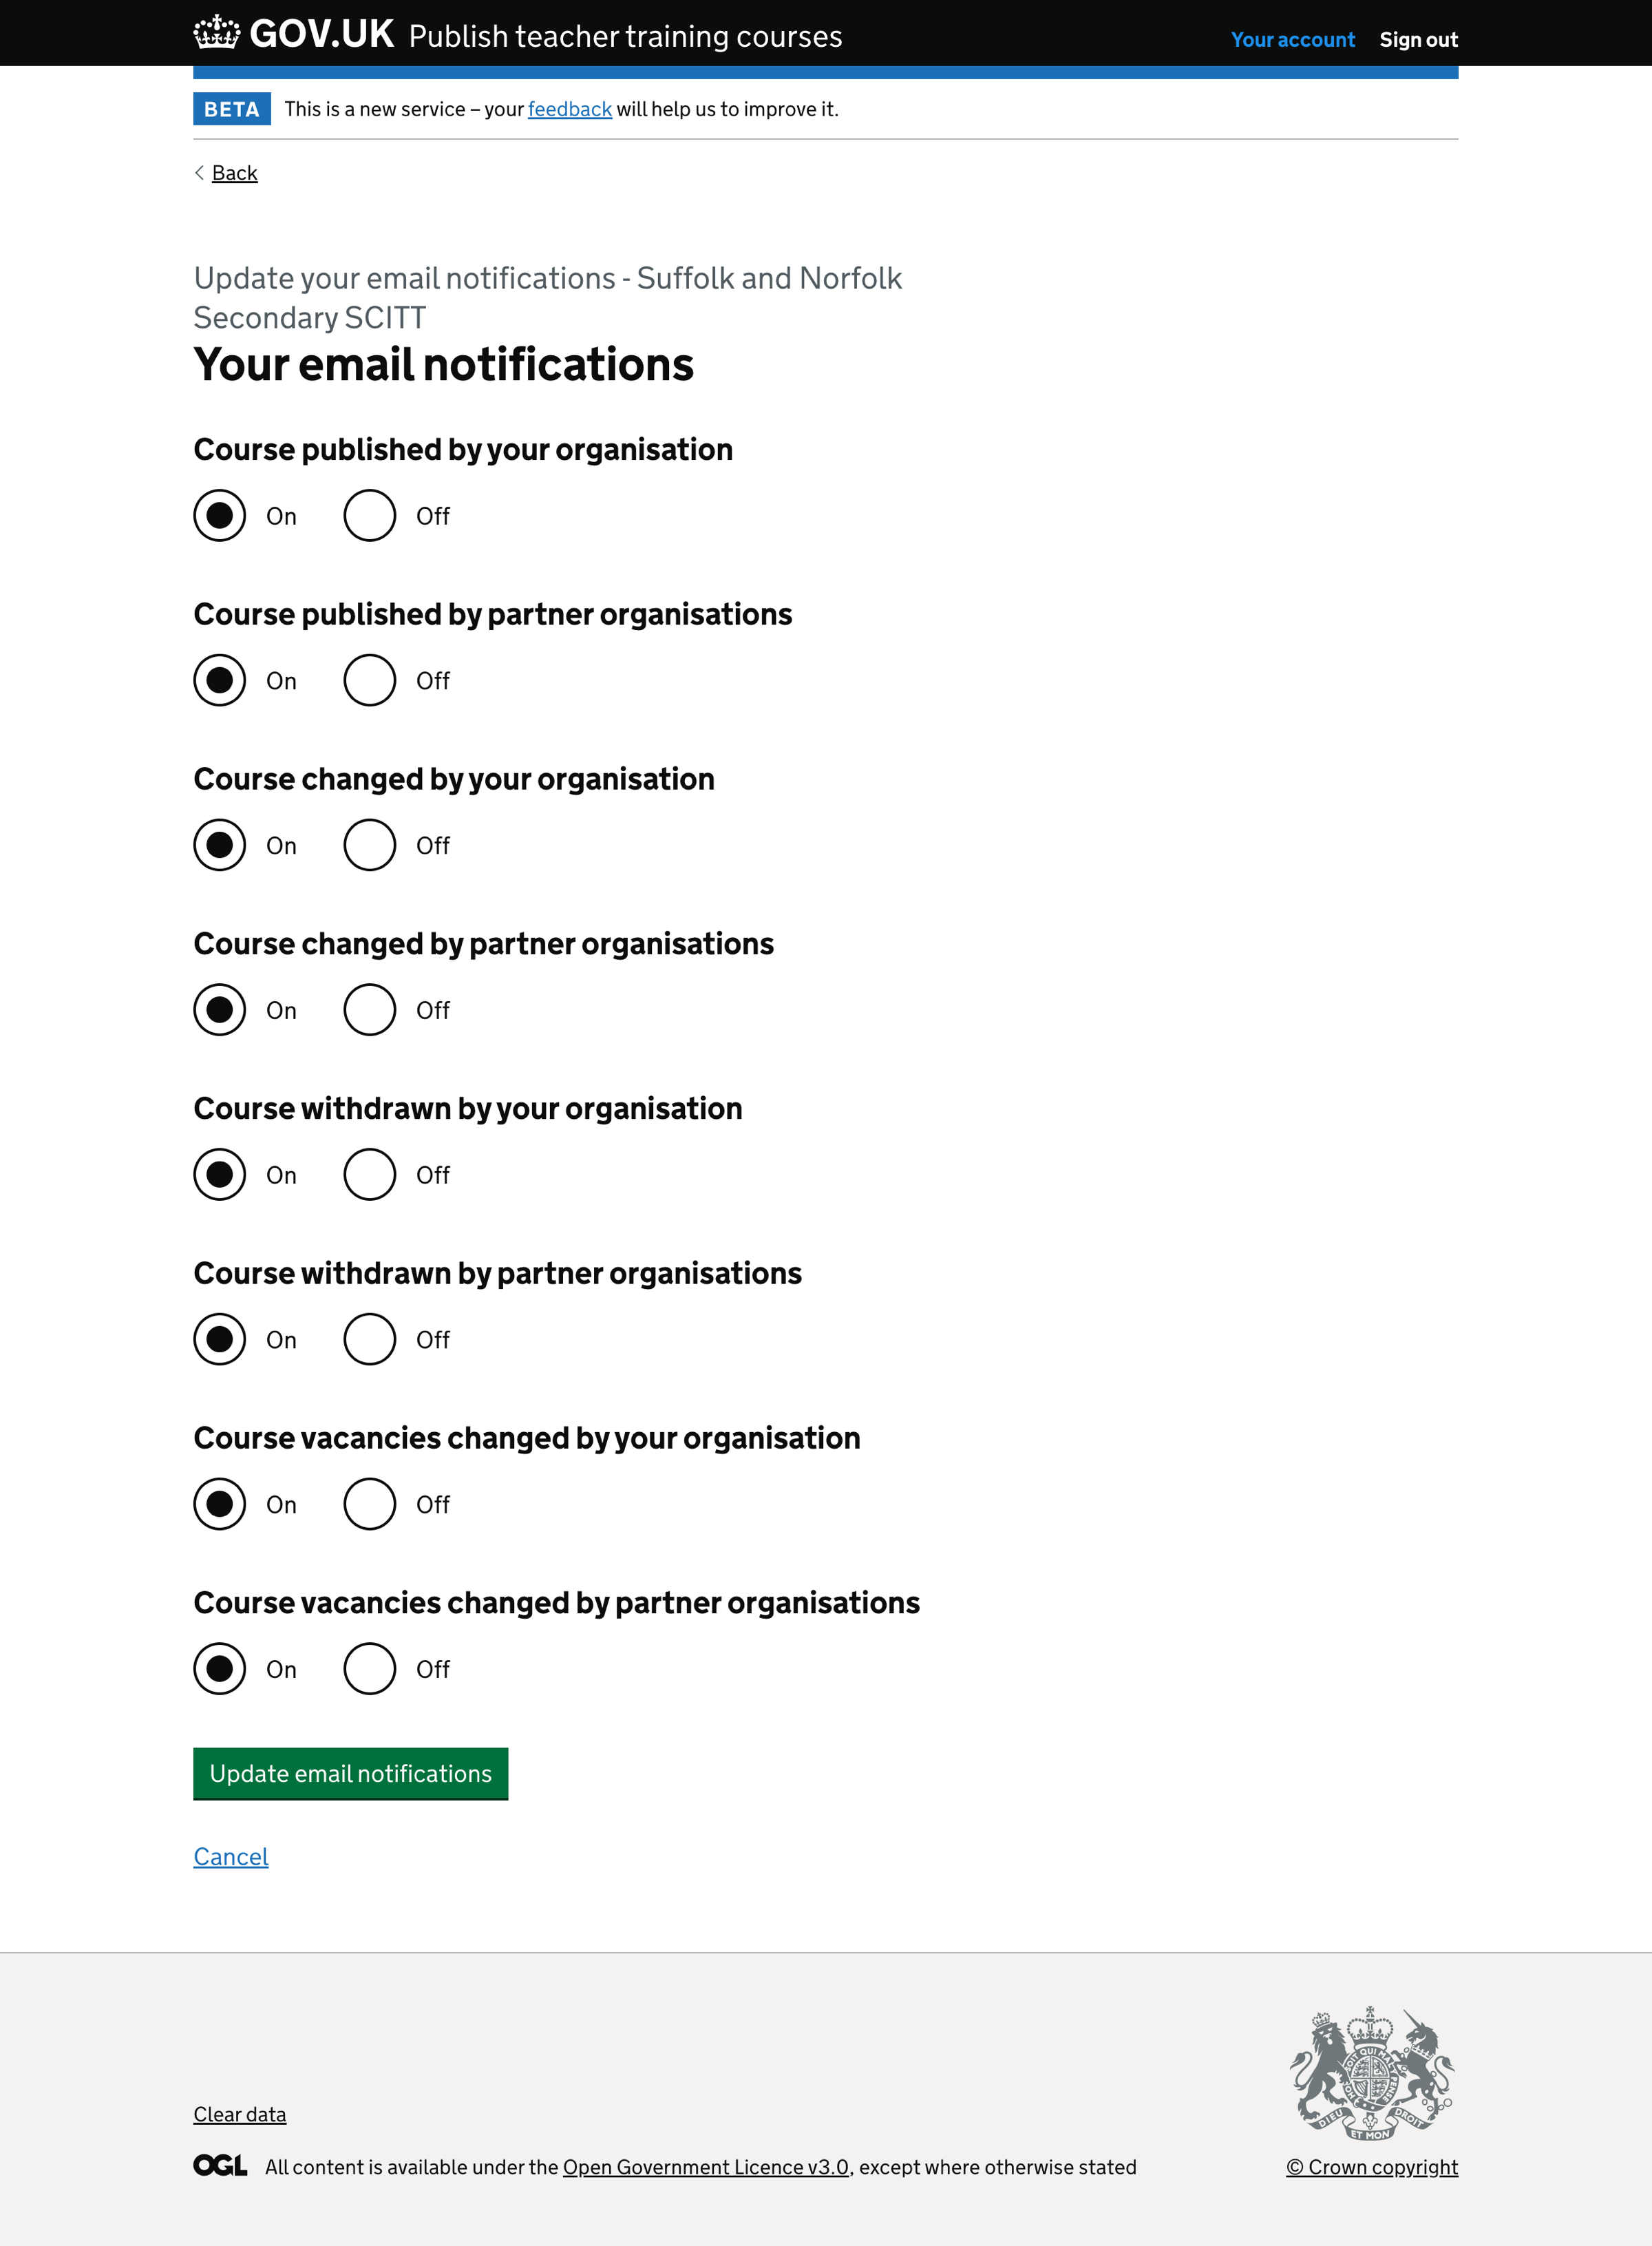 GOV.UK Publish teacher training courses Your account Sign out
BETA This is a new service – your feedback will help us to improve it.
Back
Update your email notifications - Suffolk and Norfolk
Secondary SCITT
Your email notifications
Course published by your organisation
On Off
Course published by partner organisations
On Off
Course changed by your organisation
On Off
Course changed by partner organisations
On Off
Course withdrawn by your organisation
On Off
Course withdrawn by partner organisations
On Off
Course vacancies changed by your organisation
On Off
Course vacancies changed by partner organisations
On Off
Update email notifications
Cancel
DIEU ET MON DROIT
Clear data
OGL All content is available under the Open Government Licence v3.0, except where otherwise stated © Crown copyright